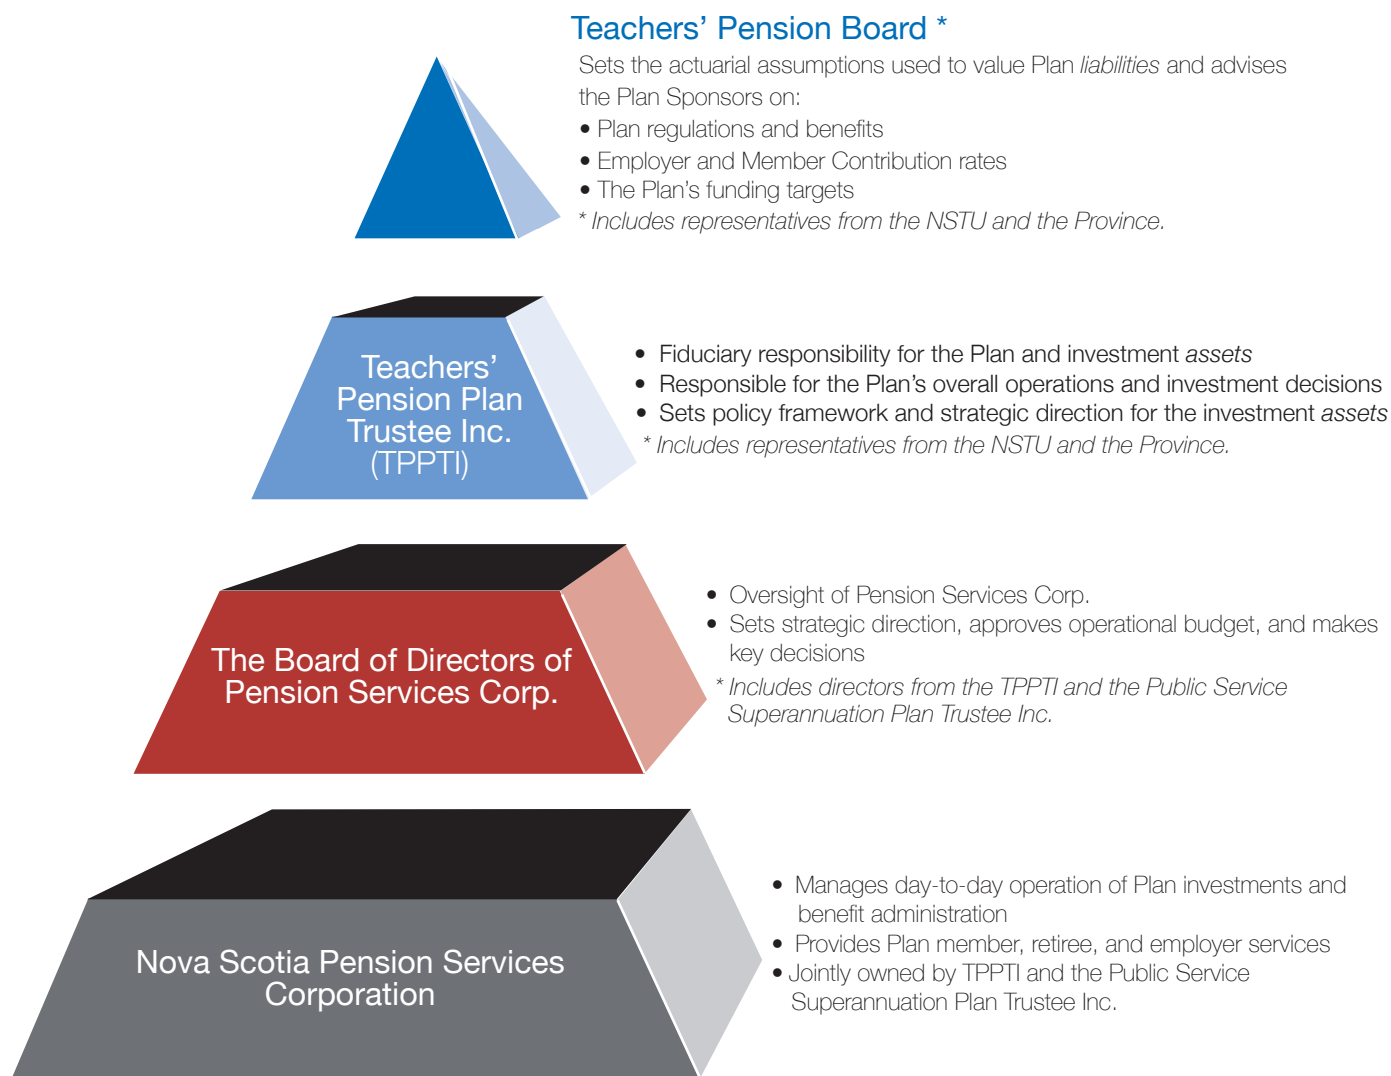 Teachers’ Pension Board *
Sets the actuarial assumptions used to value Plan liabilities and advises
the Plan Sponsors on:
• Plan regulations and benefits
• Employer and Member Contribution rates
• The Plan’s funding targets
* Includes representatives from the NSTU and the Province.
Teachers’
Pension Plan
Trustee Inc.
(TPPTI)
• Fiduciary responsibility for the Plan and investment assets
• Responsible for the Plan’s overall operations and investment decisions
• Sets policy framework and strategic direction for the investment assets
* Includes representatives from the NSTU and the Province.
The Board of Directors of
Pension Services Corp.
• Oversight of Pension Services Corp.
• Sets strategic direction, approves operational budget, and makes
key decisions
* Includes directors from the TPPTI and the Public Service
Superannuation Plan Trustee Inc.
Nova Scotia Pension Services
Corporation
• Manages day-to-day operation of Plan investments and
benefit administration
• Provides Plan member, retiree, and employer services
• Jointly owned by TPPTI and the Public Service
Superannuation Plan Trustee Inc.